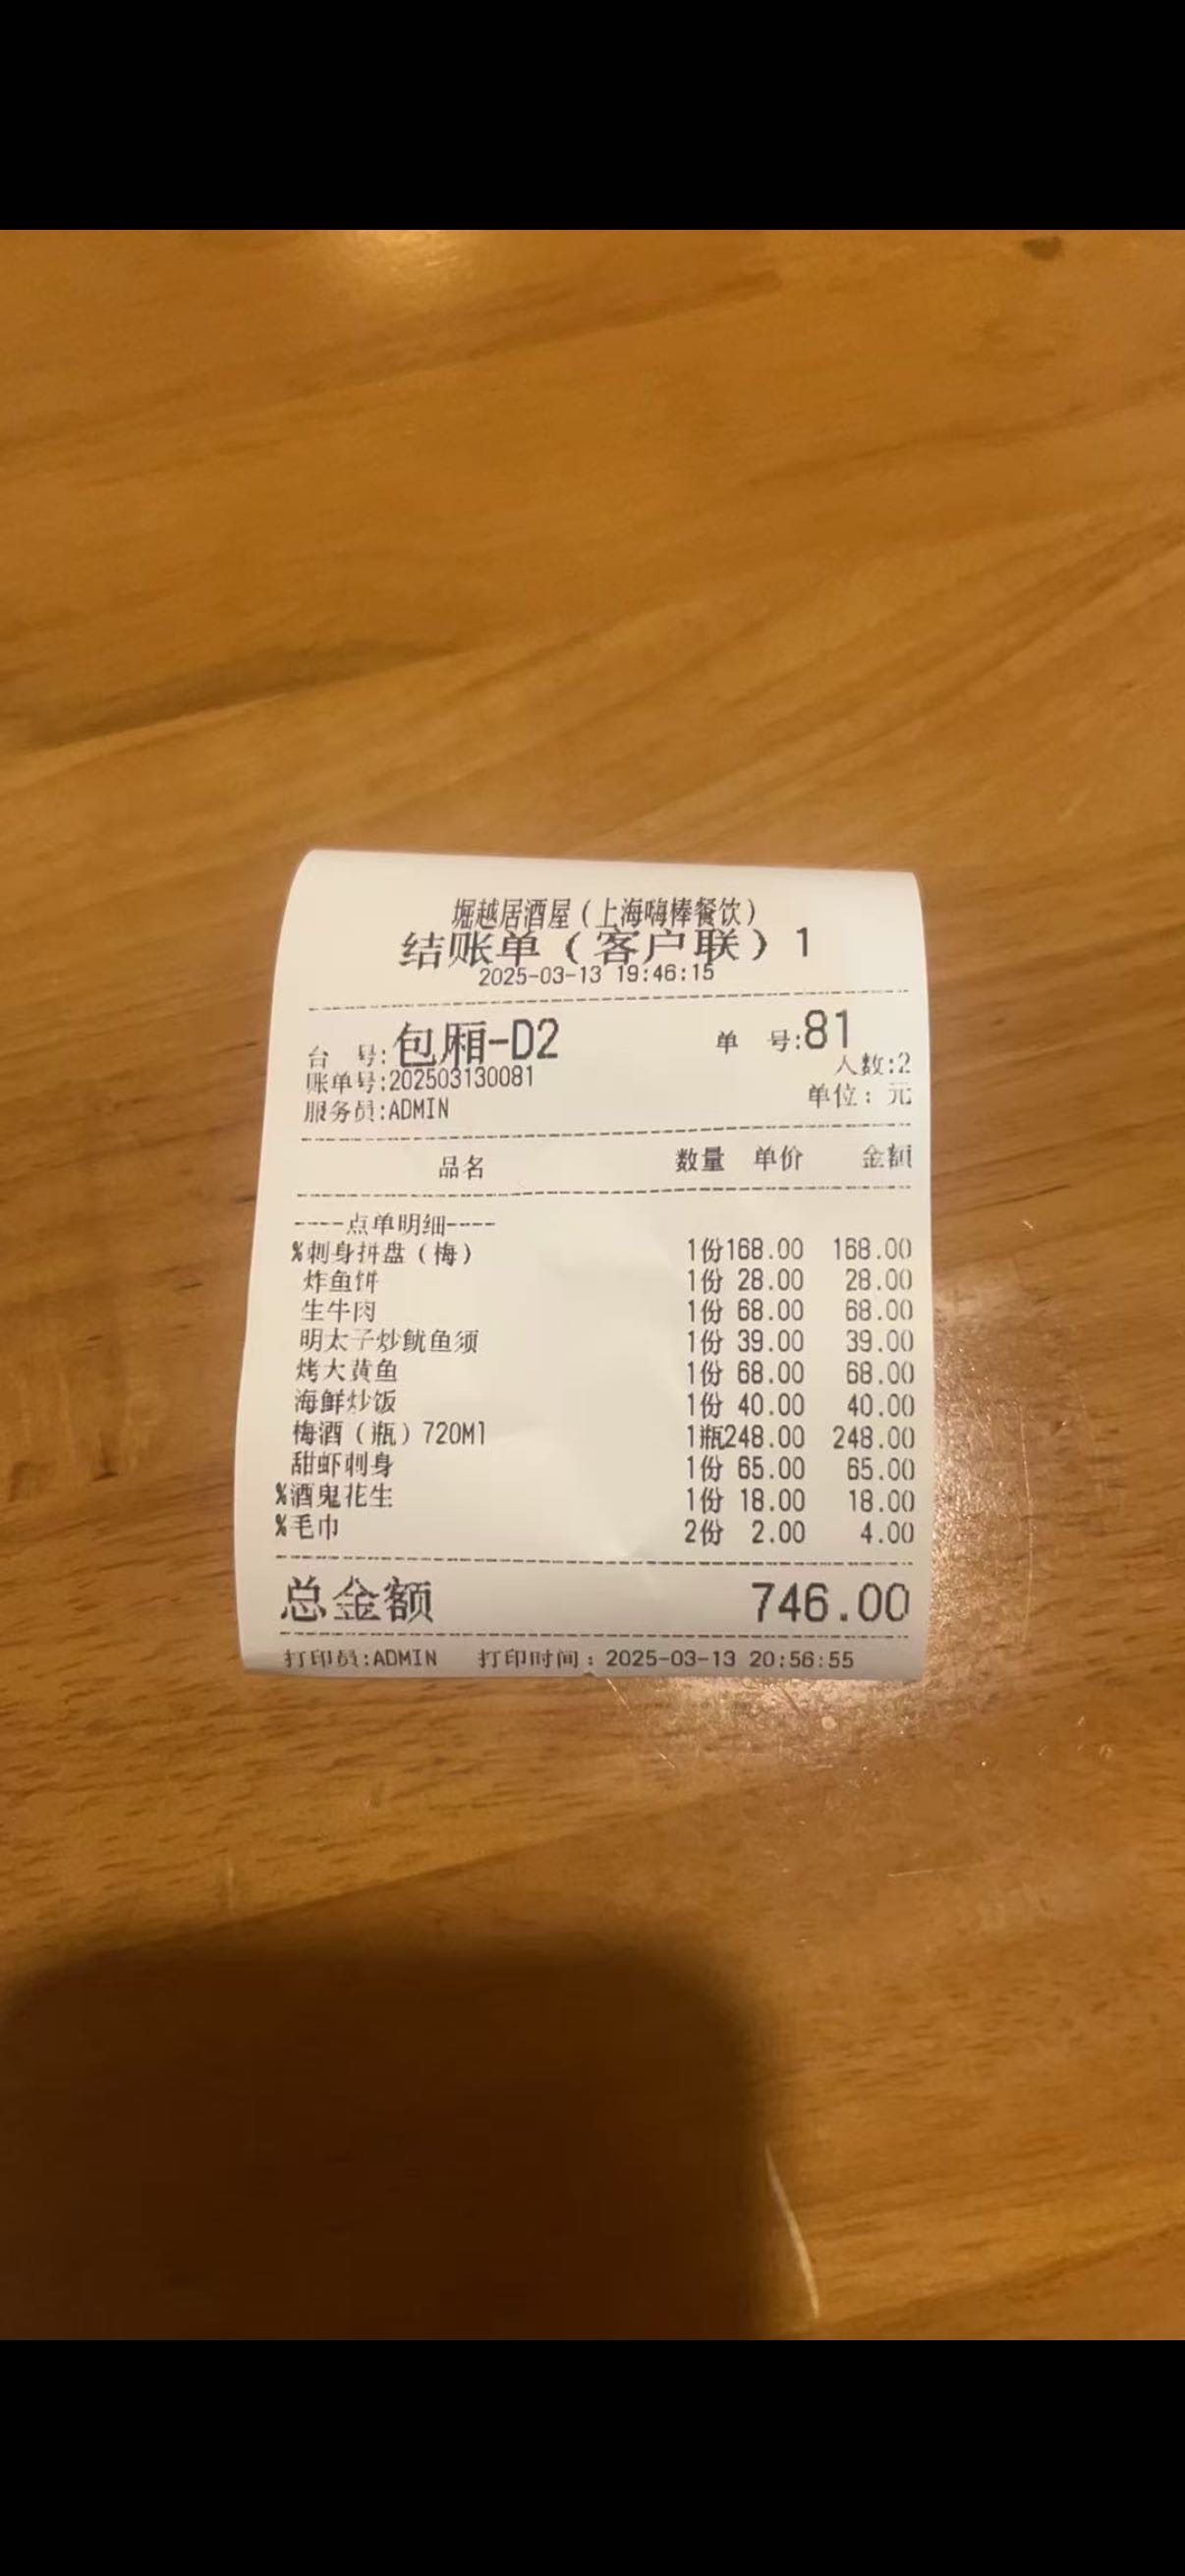 堀越居酒屋（上海嗨棒餐饮）
结账单（客户联）1
2025-03-13 19:46:15
台 号:包厢-D2 单 号:81
人数:2
账单号:202503130081
服务员:ADMIN 单位：元
品名 数量 单价 金额
----点单明细----
%刺身拼盘（梅） 1份168.00 168.00
炸鱼饼 1份 28.00 28.00
生牛肉 1份 68.00 68.00
明太子炒鱿鱼须 1份 39.00 39.00
烤大黄鱼 1份 68.00 68.00
海鲜炒饭 1份 40.00 40.00
梅酒（瓶）720Ml 1瓶248.00 248.00
甜虾刺身 1份 65.00 65.00
%酒鬼花生 1份 18.00 18.00
%毛巾 2份 2.00 4.00
总金额 746.00
打印员:ADMIN 打印时间：2025-03-13 20:56:55